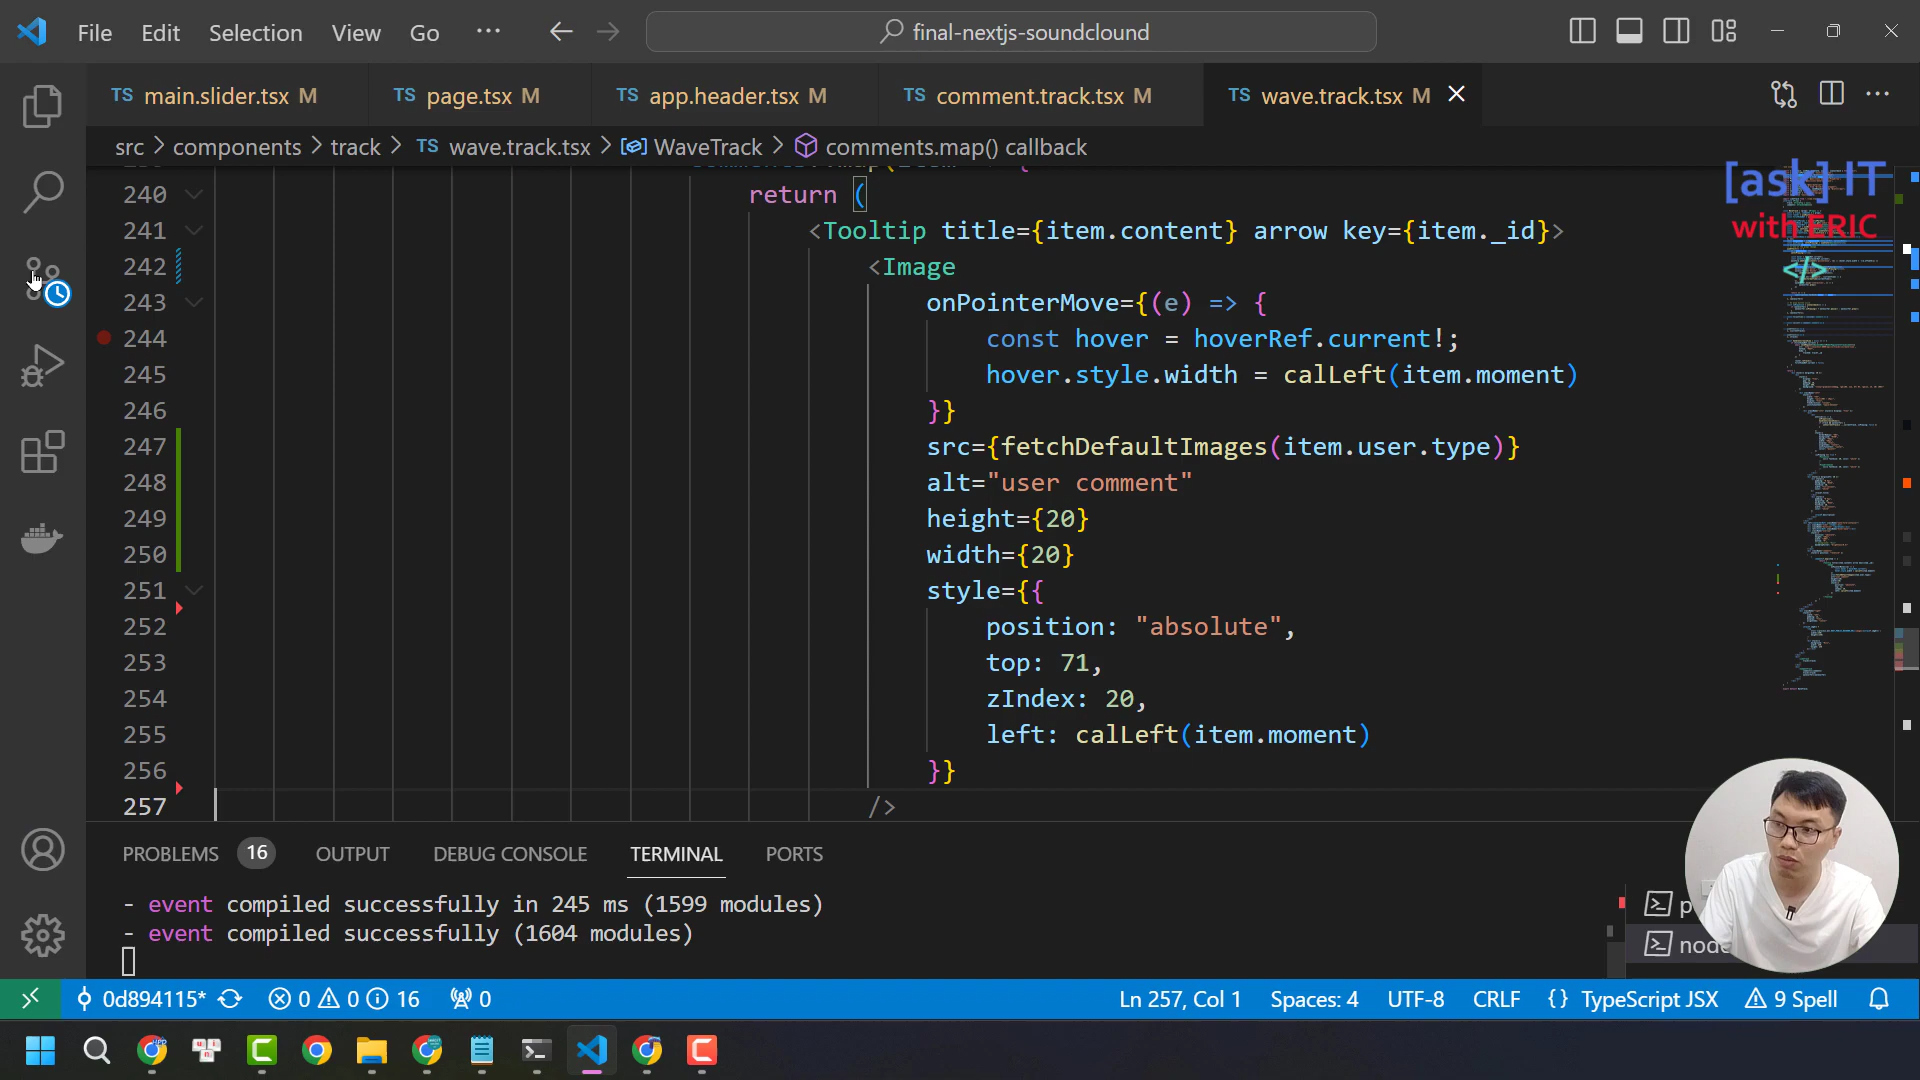 File Edit Selection View Go ··· final-nextjs-soundclound
TS main.slider.tsx M TS page.tsx M TS app.header.tsx M TS comment.track.tsx M TS wave.track.tsx M
src > components > track > TS wave.track.tsx > WaveTrack > comments.map() callback
[ask] IT
with ERIC
</>
240 return (
241 <Tooltip title={item.content} arrow key={item._id}>
242 <Image
243 onPointerMove={(e) => {
244 const hover = hoverRef.current!;
245 hover.style.width = calLeft(item.moment)
246 }}
247 src={fetchDefaultImages(item.user.type)}
248 alt="user comment"
249 height={20}
250 width={20}
251 style={{
252 position: "absolute",
253 top: 71,
254 zIndex: 20,
255 left: calLeft(item.moment)
256 }}
257 />
PROBLEMS 16 OUTPUT DEBUG CONSOLE TERMINAL PORTS
- event compiled successfully in 245 ms (1599 modules)
- event compiled successfully (1604 modules)
0d894115* 0 0 16 0 Ln 257, Col 1 Spaces: 4 UTF-8 CRLF {} TypeScript JSX 9 Spell